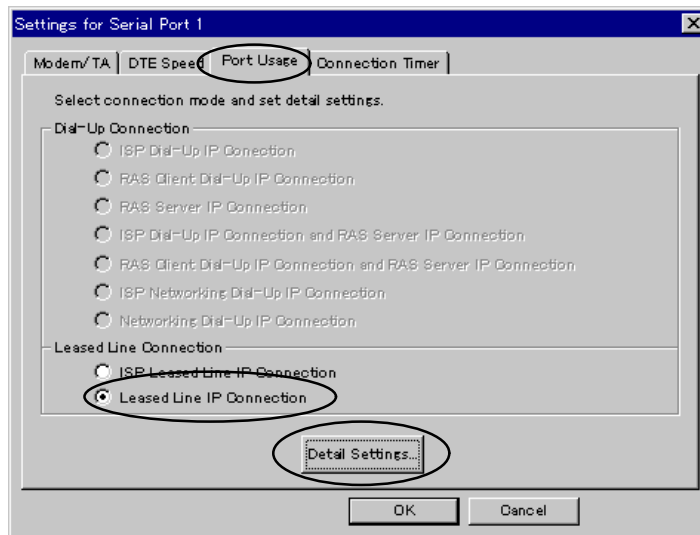 Settings for Serial Port 1
Modem/TA DTE Speed Port Usage Connection Timer
Select connection mode and set detail settings.
Dial-Up Connection
ISP Dial-Up IP Conection
RAS Client Dial-Up IP Connection
RAS Server IP Connection
ISP Dial-Up IP Connection and RAS Server IP Connection
RAS Client Dial-Up IP Connection and RAS Server IP Connection
ISP Networking Dial-Up IP Connection
Networking Dial-Up IP Connection
Leased Line Connection
ISP Leased Line IP Connection
Leased Line IP Connection
Detail Settings...
OK Cancel